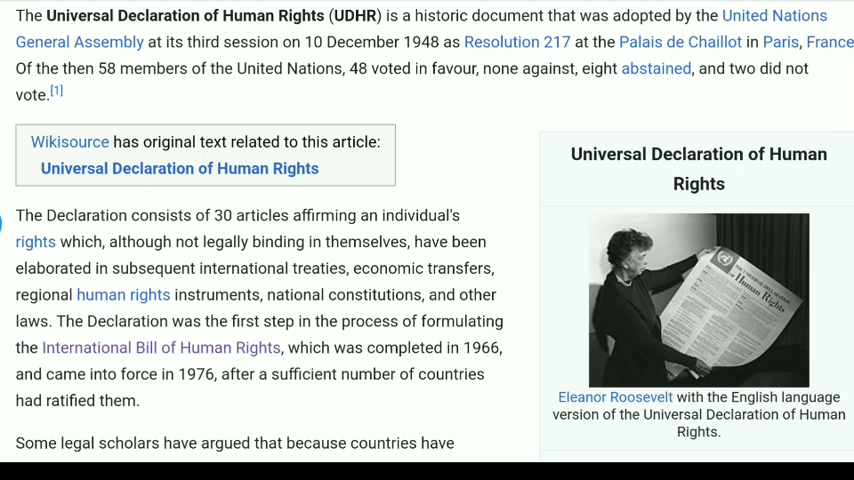 The Universal Declaration of Human Rights (UDHR) is a historic document that was adopted by the United Nations
General Assembly at its third session on 10 December 1948 as Resolution 217 at the Palais de Chaillot in Paris, France
Of the then 58 members of the United Nations, 48 voted in favour, none against, eight abstained, and two did not
vote.[1]
Wikisource has original text related to this article:
Universal Declaration of Human Rights
The Declaration consists of 30 articles affirming an individual's
rights which, although not legally binding in themselves, have been
elaborated in subsequent international treaties, economic transfers,
regional human rights instruments, national constitutions, and other
laws. The Declaration was the first step in the process of formulating
the International Bill of Human Rights, which was completed in 1966,
and came into force in 1976, after a sufficient number of countries
had ratified them.
Some legal scholars have argued that because countries have
Universal Declaration of Human
Rights
THE UNIVERSAL DECLARATION
of Human Rights
Eleanor Roosevelt with the English language
version of the Universal Declaration of Human
Rights.